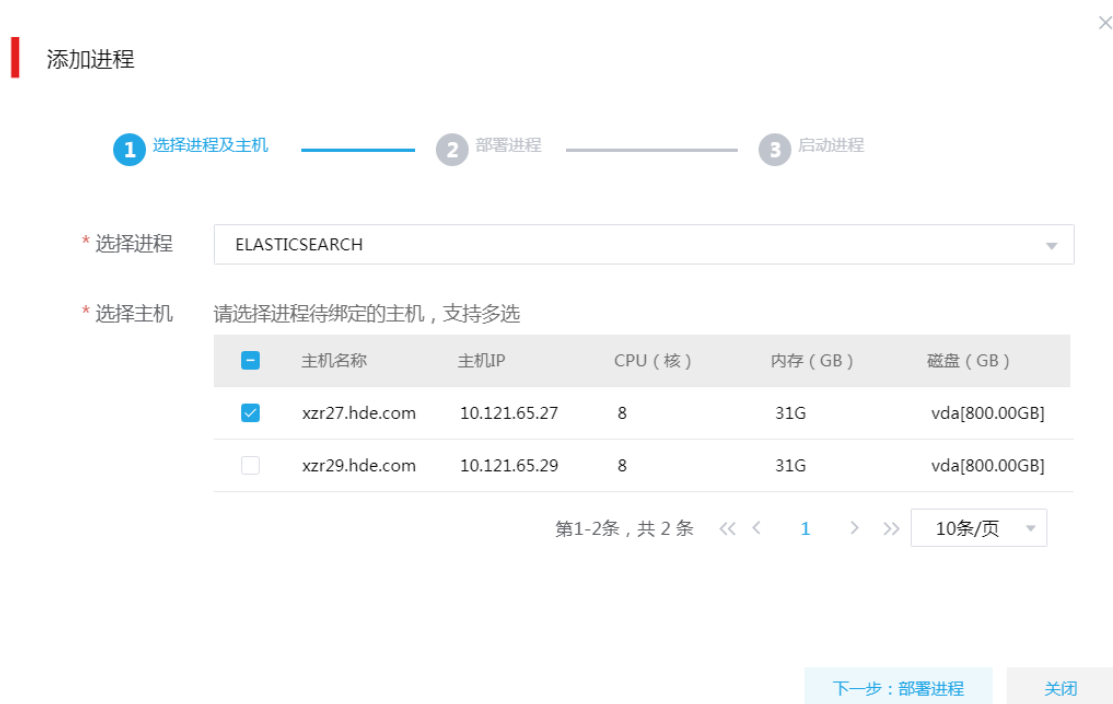 添加进程
1 选择进程及主机 2 部署进程 3 启动进程
* 选择进程 ELASTICSEARCH
* 选择主机 请选择进程待绑定的主机，支持多选
主机名称 主机IP CPU（核） 内存（GB） 磁盘（GB）
xzr27.hde.com 10.121.65.27 8 31G vda[800.00GB]
xzr29.hde.com 10.121.65.29 8 31G vda[800.00GB]
第1-2条，共 2 条 << < 1 > >> 10条/页
下一步：部署进程 关闭